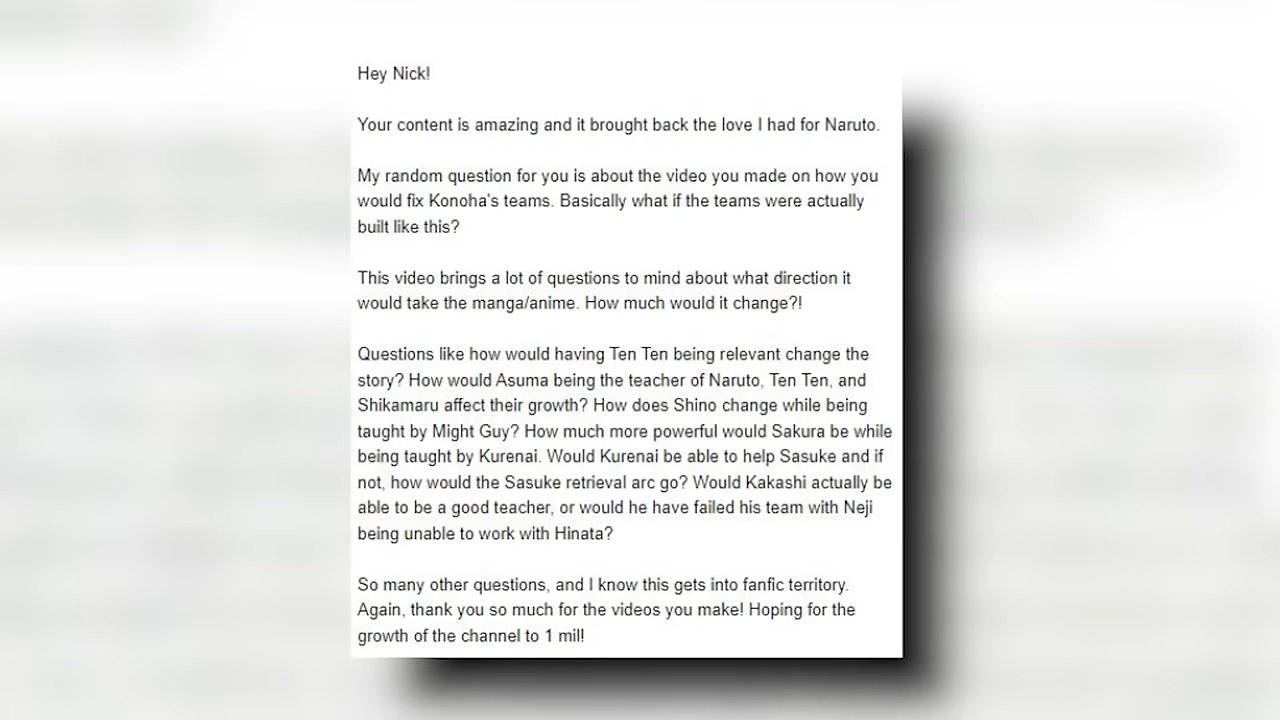 Hey Nick!
Your content is amazing and it brought back the love I had for Naruto.
My random question for you is about the video you made on how you
would fix Konoha's teams. Basically what if the teams were actually
built like this?
This video brings a lot of questions to mind about what direction it
would take the manga/anime. How much would it change?!
Questions like how would having Ten Ten being relevant change the
story? How would Asuma being the teacher of Naruto, Ten Ten, and
Shikamaru affect their growth? How does Shino change while being
taught by Might Guy? How much more powerful would Sakura be while
being taught by Kurenai. Would Kurenai be able to help Sasuke and if
not, how would the Sasuke retrieval arc go? Would Kakashi actually be
able to be a good teacher, or would he have failed his team with Neji
being unable to work with Hinata?
So many other questions, and I know this gets into fanfic territory.
Again, thank you so much for the videos you make! Hoping for the
growth of the channel to 1 mil!